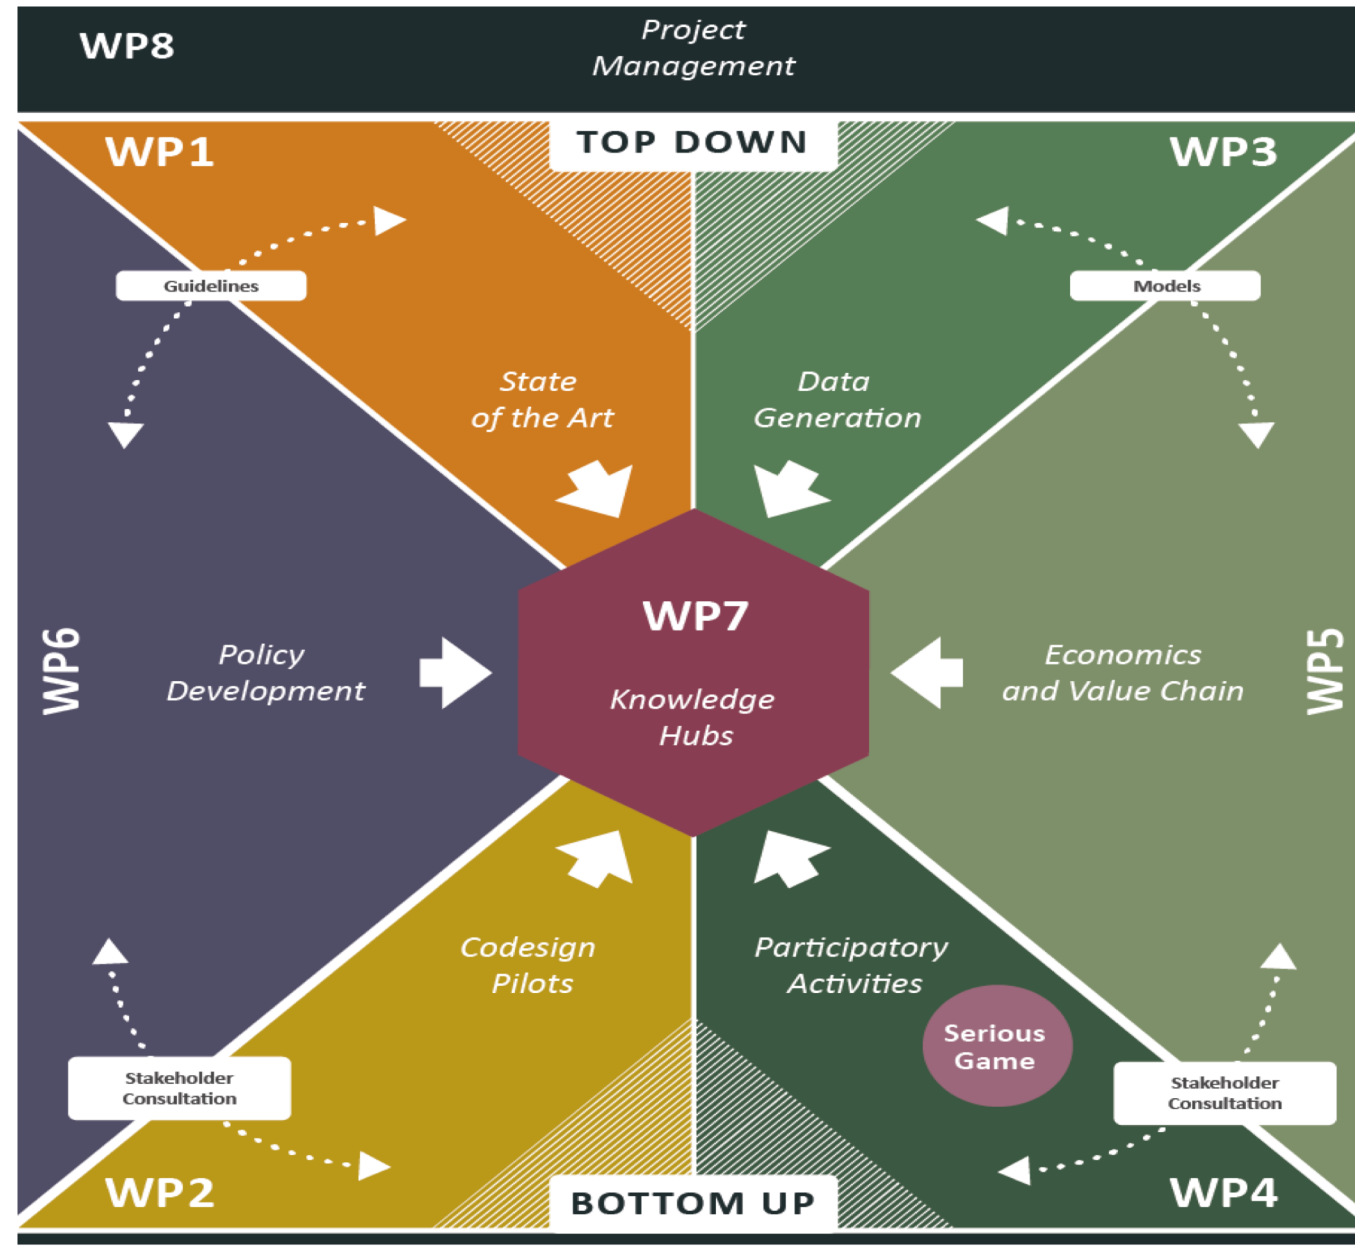 WP8
Project
Management
TOP DOWN
WP1
WP3
Guidelines
Models
State
of the Art
Data
Generation
WP6
Policy
Development
WP7
Knowledge
Hubs
Economics
and Value Chain
WP5
Codesign
Pilots
Participatory
Activities
Serious
Game
Stakeholder
Consultation
Stakeholder
Consultation
WP2
BOTTOM UP
WP4